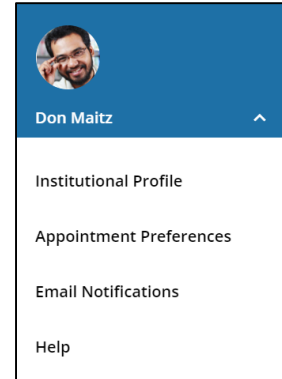 Don Maitz
Institutional Profile
Appointment Preferences
Email Notifications
Help